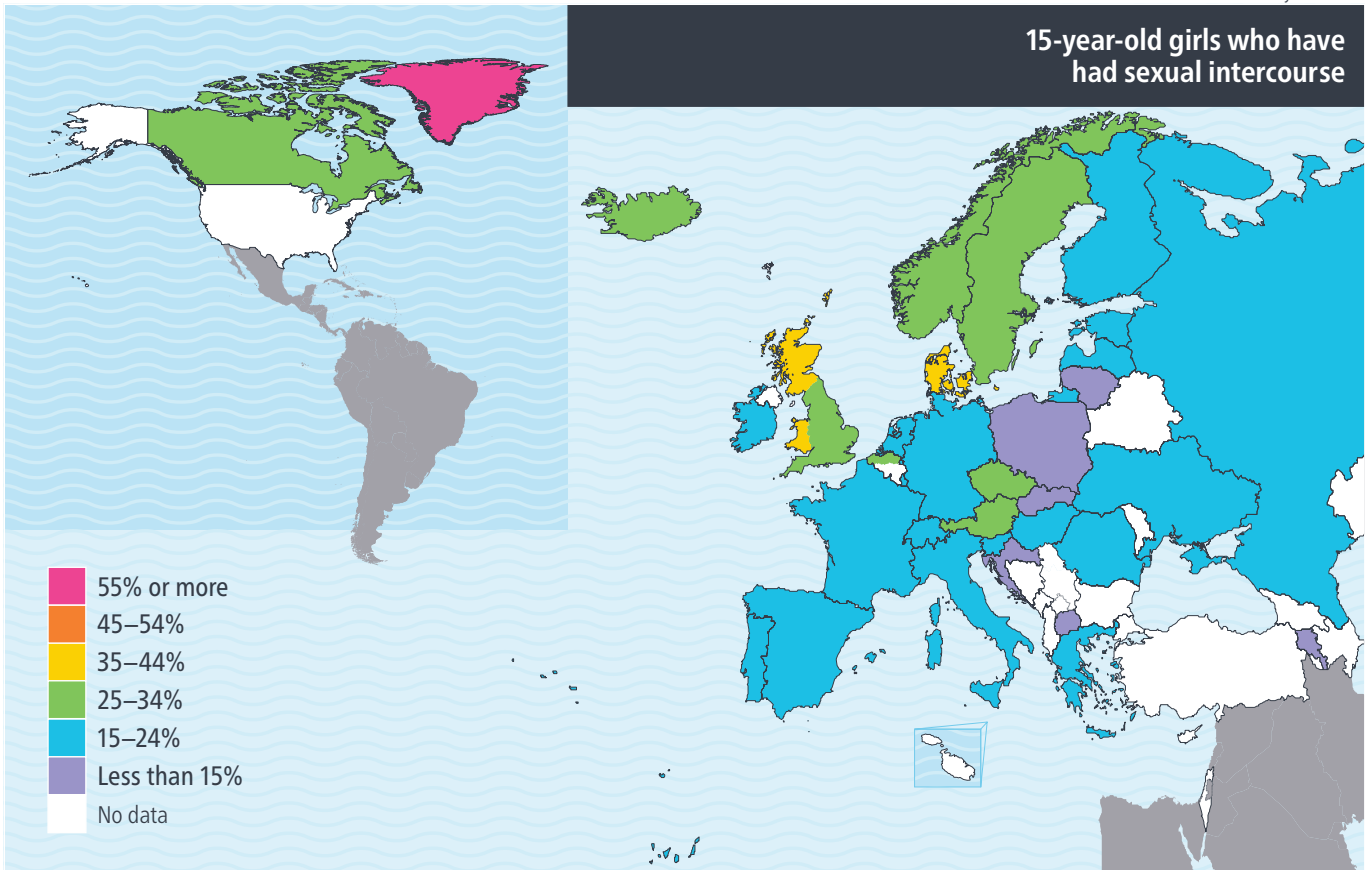 15-year-old girls who have
had sexual intercourse
55% or more
45–54%
35–44%
25–34%
15–24%
Less than 15%
No data